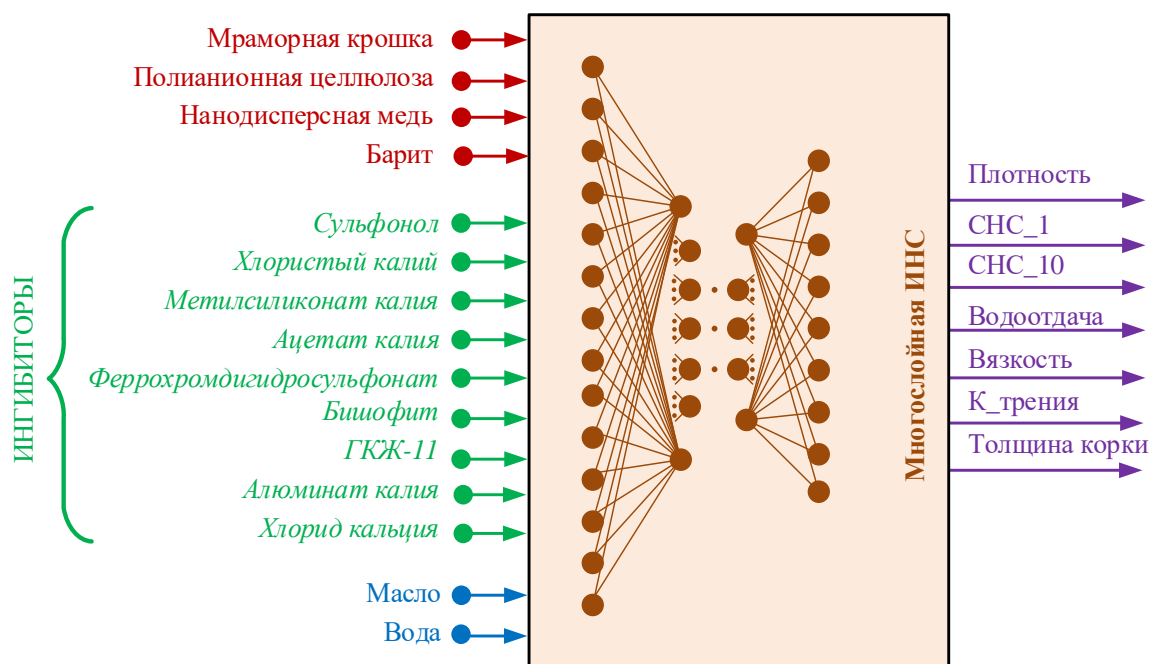 Мраморная крошка
Полианионная целлюлоза
Нанодисперсная медь
Барит
ИНГИБИТОРЫ
Сульфонол
Хлористый калий
Метилсиликонат калия
Ацетат калия
Феррохромдигидросульфонат
Бишофит
ГКЖ-11
Алюминат калия
Хлорид кальция
Масло
Вода
Многослойная ИНС
Плотность
СНС_1
СНС_10
Водоотдача
Вязкость
К_трения
Толщина корки